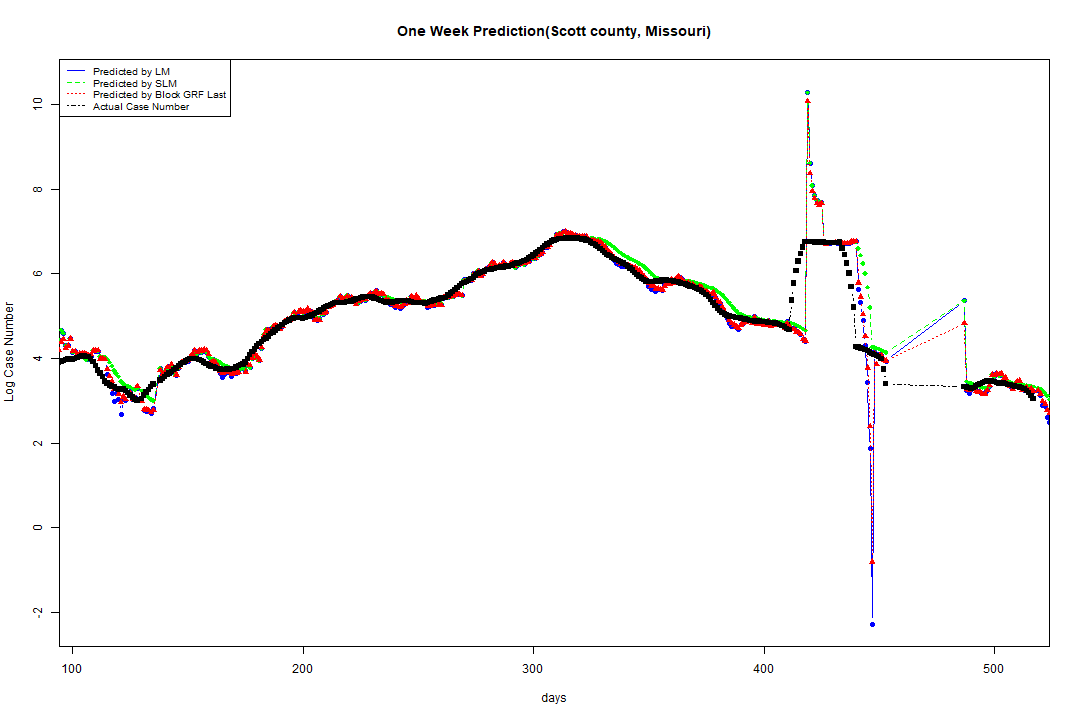 One Week Prediction(Scott county, Missouri)
Predicted by LM
Predicted by SLM
Predicted by Block GRF Last
Actual Case Number
Log Case Number
10
8
6
4
2
0
-2
100 200 300 400 500
days